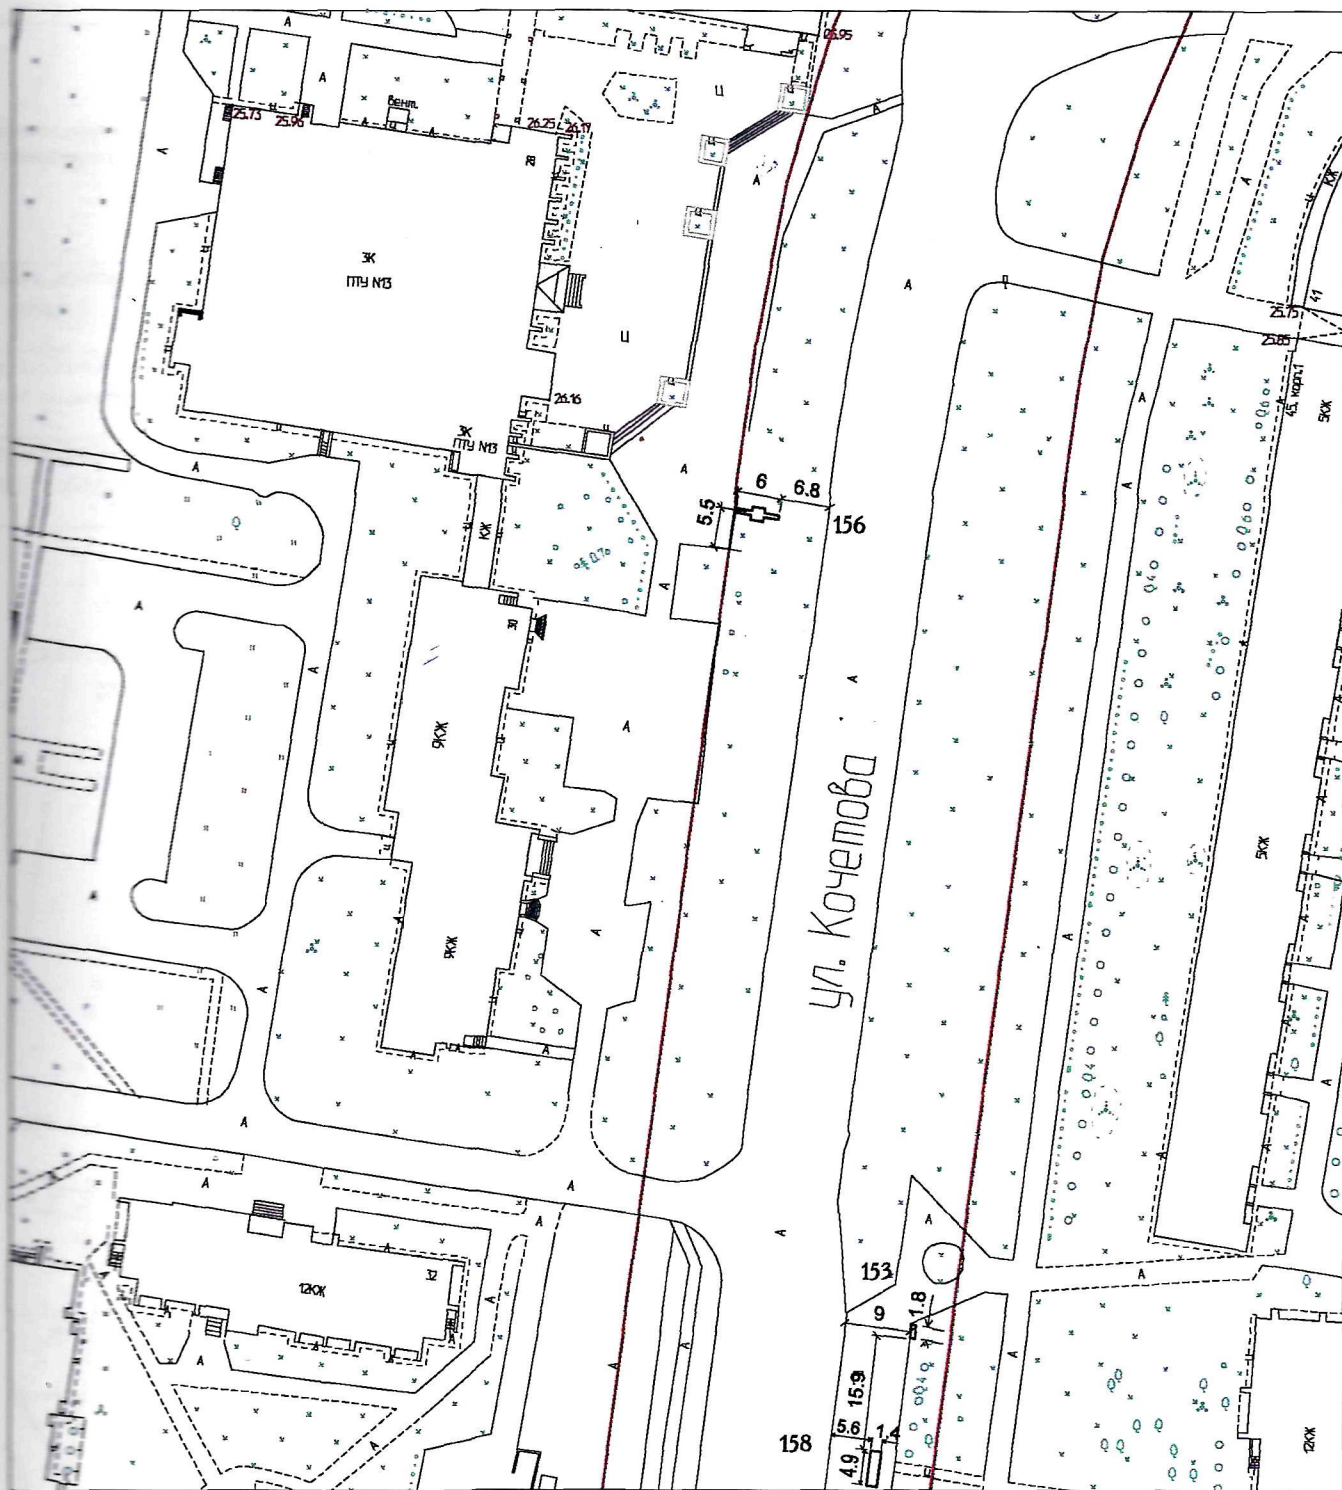 А
26.95
А
Ц
вент.
25.73
25.96
А
А
26.25
26.17
А
28
А
А
А
КЖ
3К
ПТУ N13
А
41
25.75
25.85
Ц
45, корп.1
5КЖ
26.16
А
3К
ПТУ N13
А
А
А
6
6.8
5.5
156
КЖ
А
А
30
А
А
9КЖ
А
ул. Кочетова
5КЖ
А
А
9КЖ
А
А
А
А
А
А
А
А
А
А
32
12КЖ
153
А
9
1.8
А
А
А
А
А
15.9
5.6
1.4
158
4.9
12КЖ
А